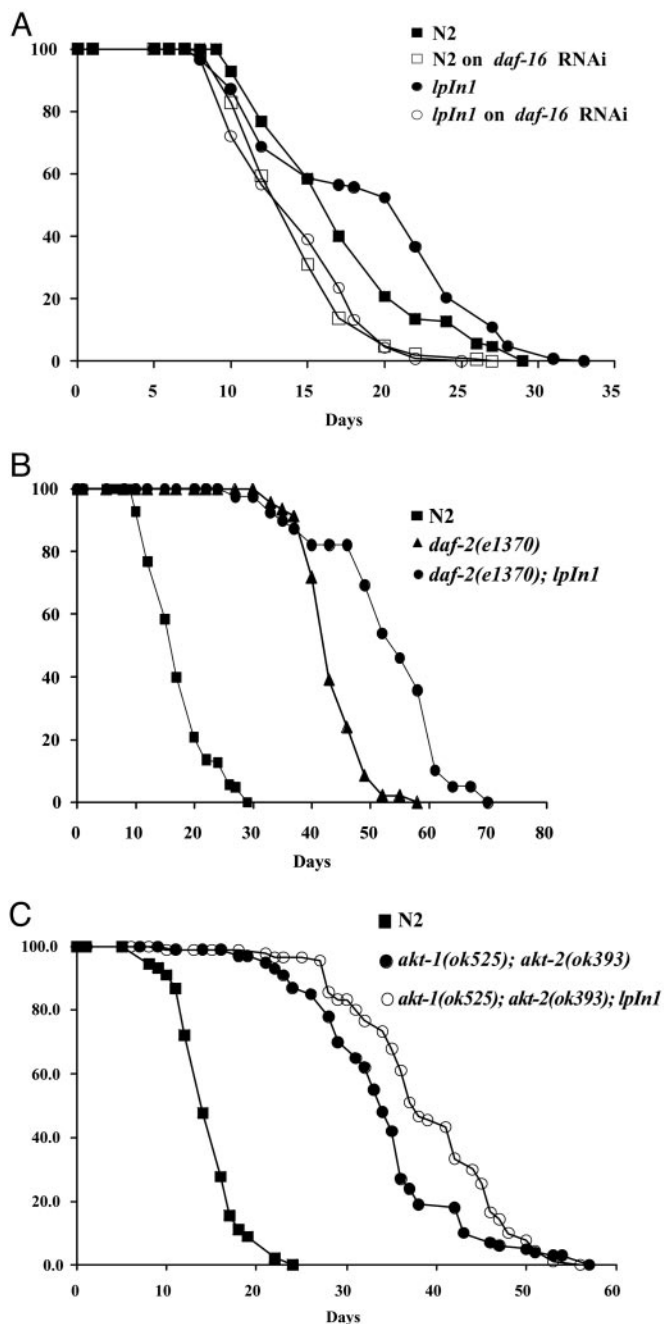 A
N2
N2 on daf-16 RNAi
lpIn1
lpIn1 on daf-16 RNAi
100
80
60
40
20
0
0 5 10 15 20 25 30 35
Days
B
N2
daf-2(e1370)
daf-2(e1370); lpIn1
100
80
60
40
20
0
0 10 20 30 40 50 60 70 80
Days
C
N2
akt-1(ok525); akt-2(ok393)
akt-1(ok525); akt-2(ok393); lpIn1
100.0
80.0
60.0
40.0
20.0
0.0
0 10 20 30 40 50 60
Days